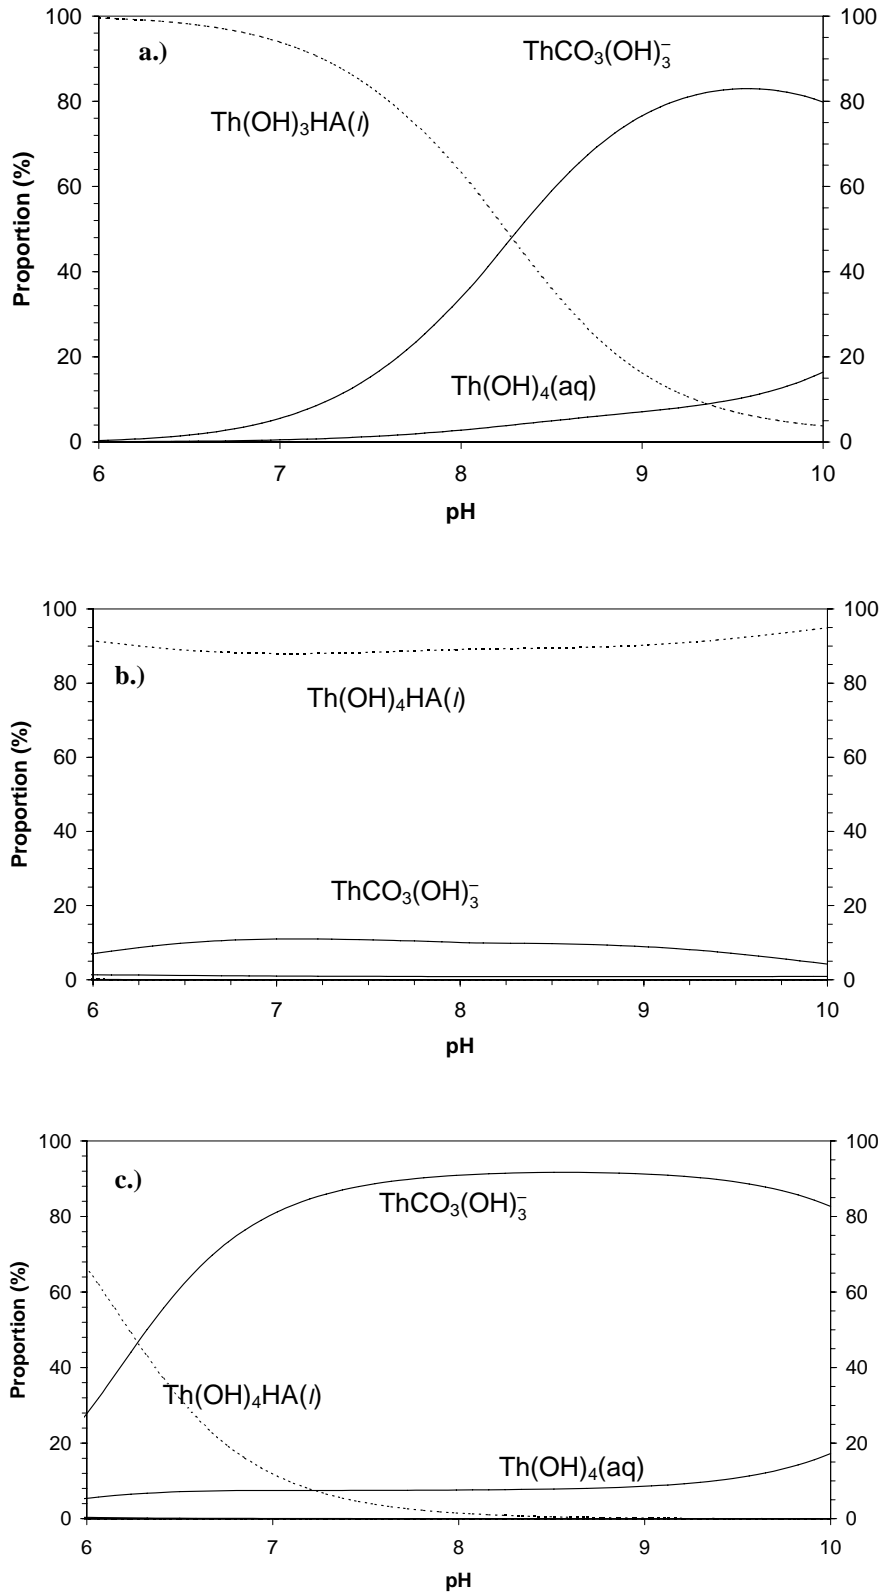 a.)
ThCO₃(OH)₃⁻
Th(OH)₃HA(i)
Th(OH)₄(aq)
Proportion (%)
100 100
80 80
60 60
40 40
20 20
0 0
6 7 8 9 10
pH
b.)
Th(OH)₄HA(i)
ThCO₃(OH)₃⁻
Proportion (%)
100 100
80 80
60 60
40 40
20 20
0 0
6 7 8 9 10
pH
c.)
ThCO₃(OH)₃⁻
Th(OH)₄HA(i)
Th(OH)₄(aq)
Proportion (%)
100 100
80 80
60 60
40 40
20 20
0 0
6 7 8 9 10
pH